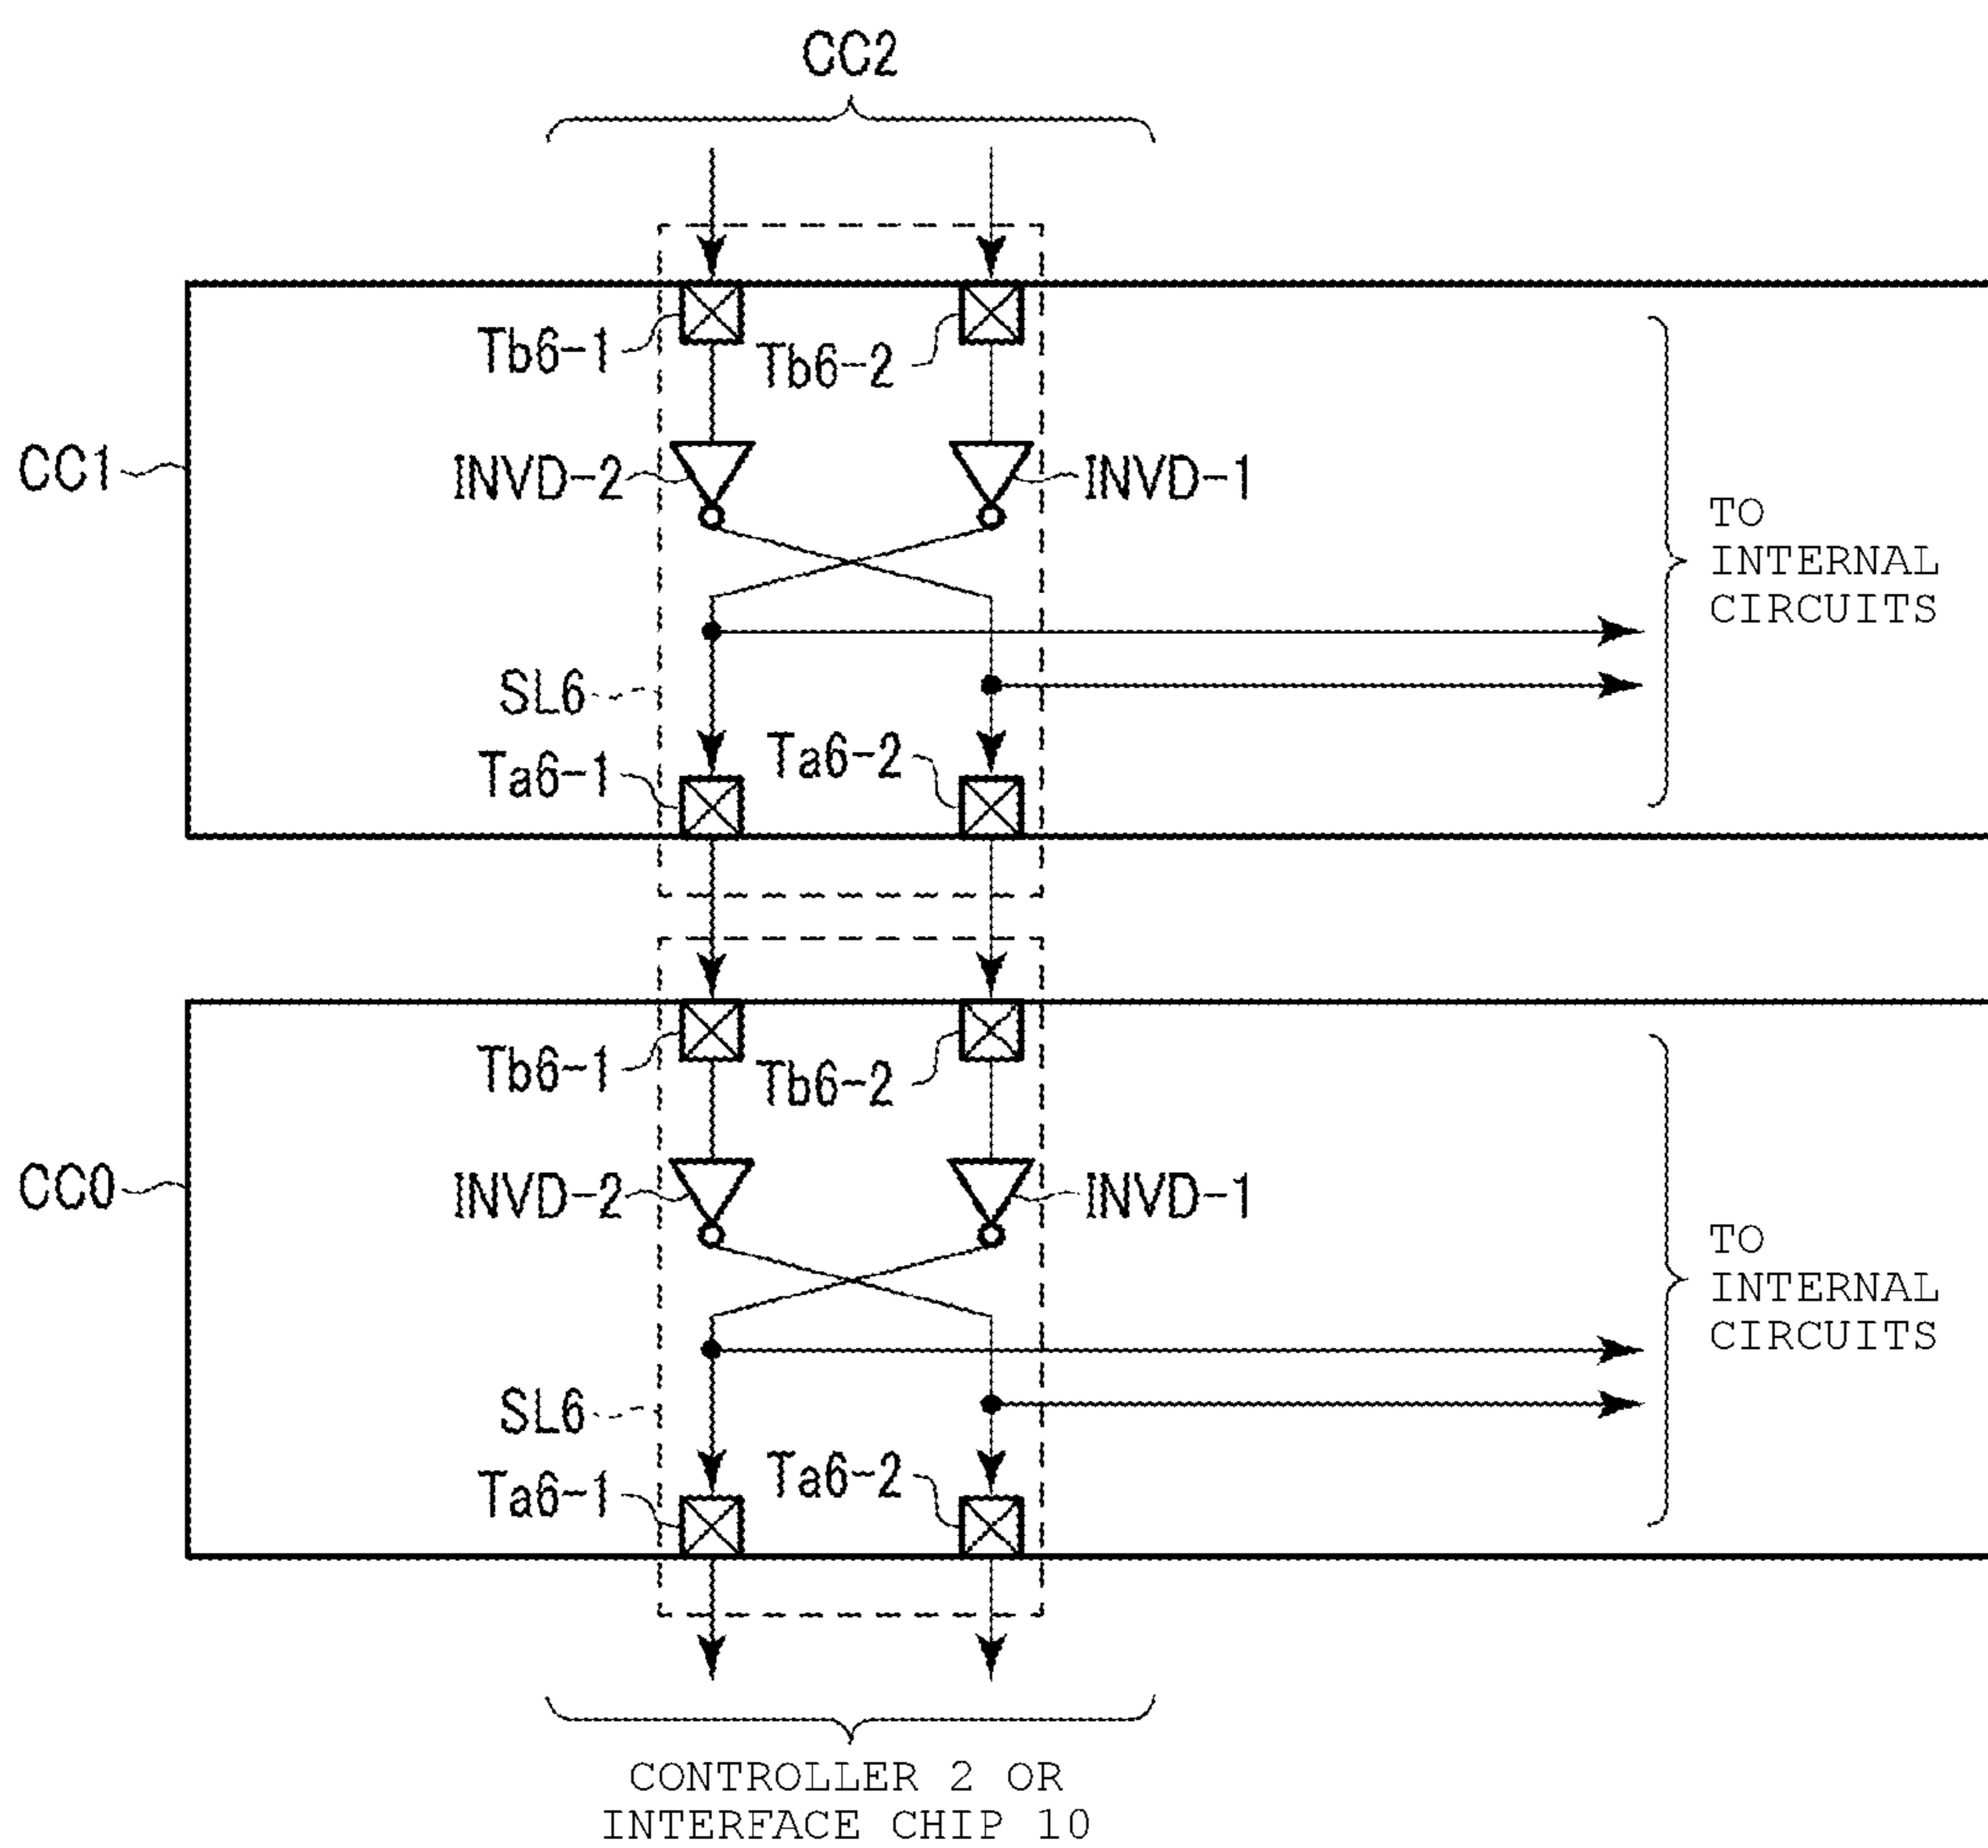 CC2
Tb6-1
Tb6-2
CC1
INVD-2
INVD-1
TO
INTERNAL
CIRCUITS
SL6
Ta6-1
Ta6-2
Tb6-1
Tb6-2
CC0
INVD-2
INVD-1
TO
INTERNAL
CIRCUITS
SL6
Ta6-1
Ta6-2
CONTROLLER 2 OR
INTERFACE CHIP 10